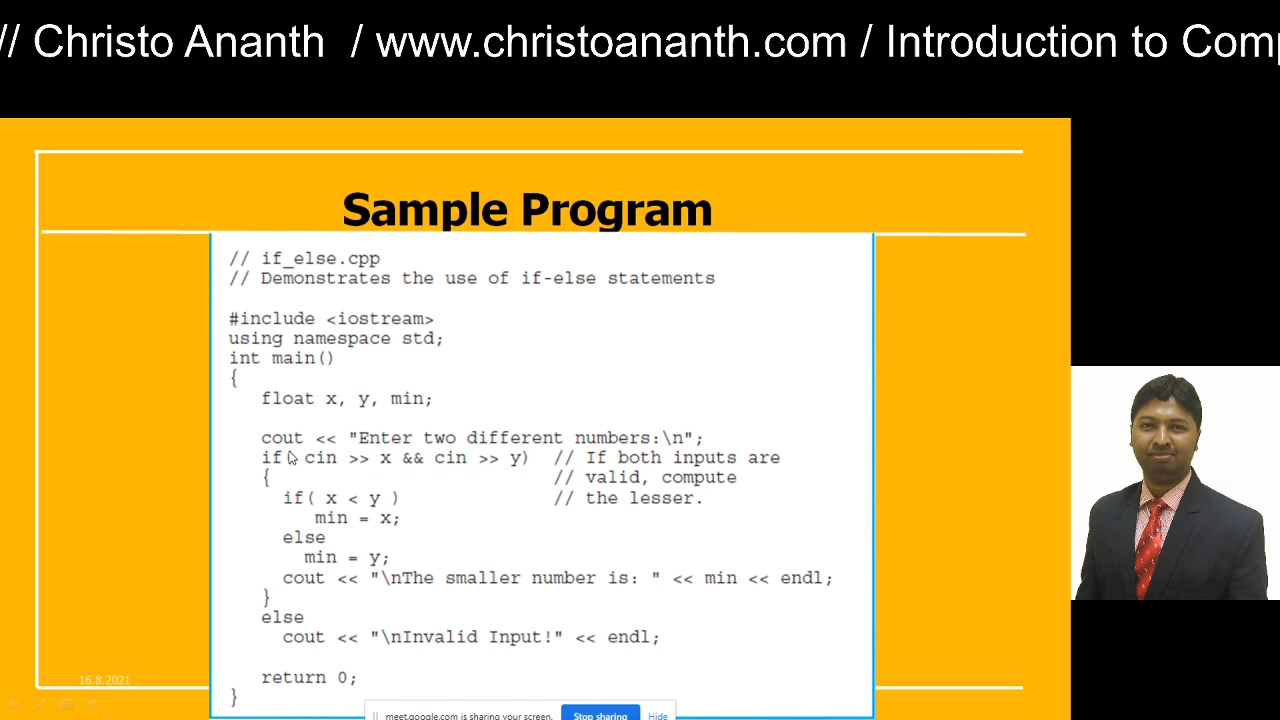 // Christo Ananth / www.christoananth.com / Introduction to Comp
Sample Program
// if_else.cpp
// Demonstrates the use of if-else statements
#include <iostream>
using namespace std;
int main()
{
float x, y, min;
cout << "Enter two different numbers:\n";
if cin >> x && cin >> y) // If both inputs are
{ // valid, compute
if( x < y ) // the lesser.
min = x;
else
min = y;
cout << "\nThe smaller number is: " << min << endl;
}
else
cout << "\nInvalid Input!" << endl;
return 0;
}
16.8.2021
meet.google.com is sharing your screen. Stop sharing Hide